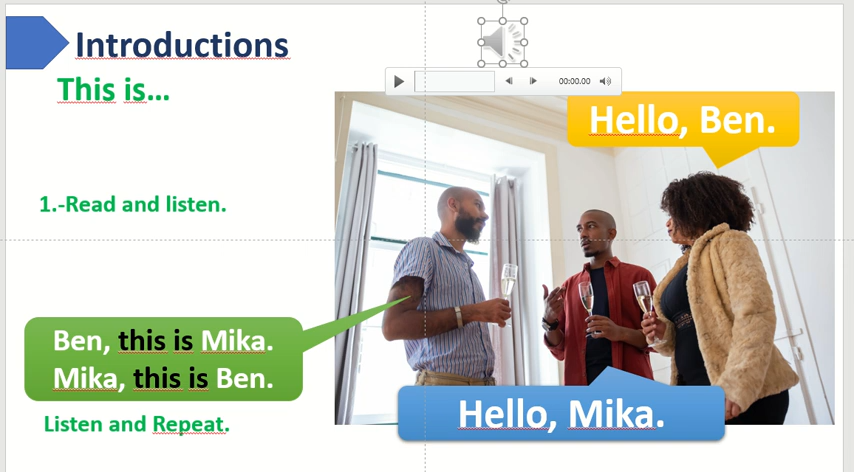 Introductions
This is...
00:00.00
Hello, Ben.
1.-Read and listen.
Ben, this is Mika.
Mika, this is Ben.
Hello, Mika.
Listen and Repeat.